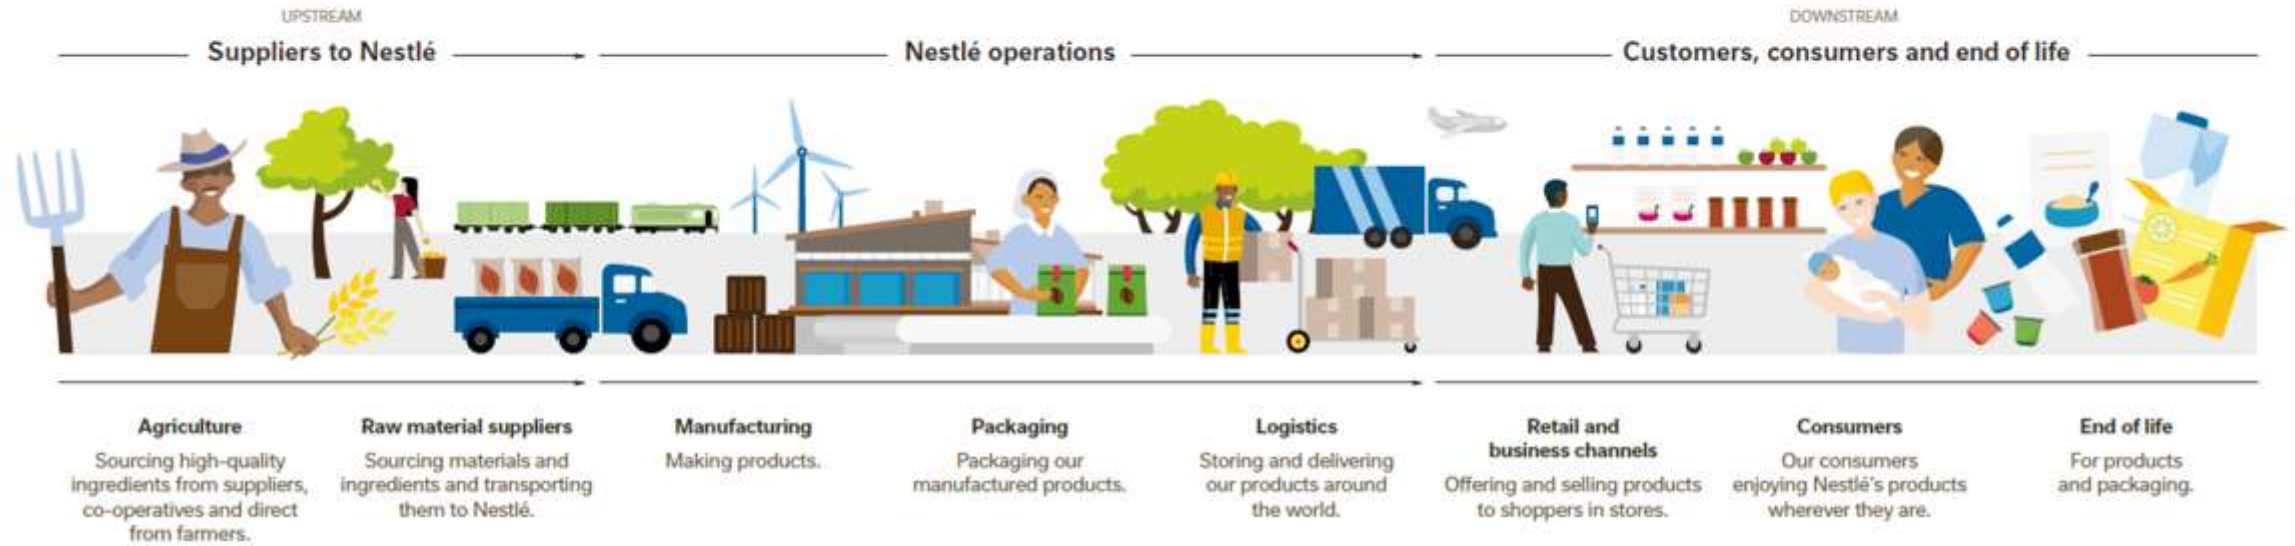 UPSTREAM
Suppliers to Nestlé
Nestlé operations
DOWNSTREAM
Customers, consumers and end of life
Agriculture
Sourcing high-quality
ingredients from suppliers,
co-operatives and direct
from farmers.
Raw material suppliers
Sourcing materials and
ingredients and transporting
them to Nestlé.
Manufacturing
Making products.
Packaging
Packaging our
manufactured products.
Logistics
Storing and delivering
our products around
the world.
Retail and
business channels
Offering and selling products
to shoppers in stores.
Consumers
Our consumers
enjoying Nestlé's products
wherever they are.
End of life
For products
and packaging.